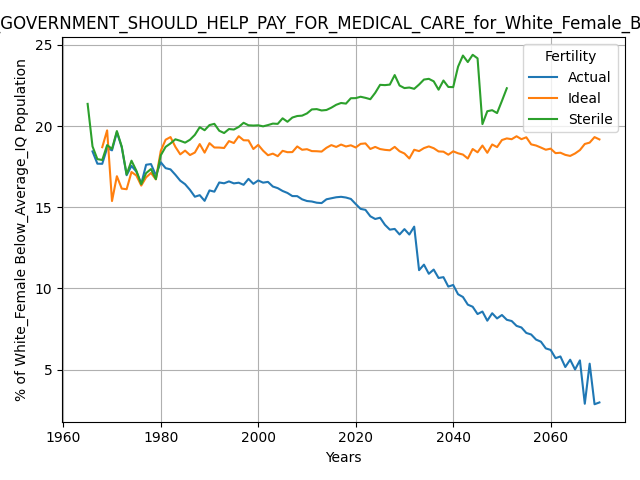 _GOVERNMENT_SHOULD_HELP_PAY_FOR_MEDICAL_CARE_for_White_Female_B
% of White_Female Below_Average_IQ Population
25
20
15
10
5
Fertility
Actual
Ideal
Sterile
1960
1980
2000
2020
2040
2060
Years